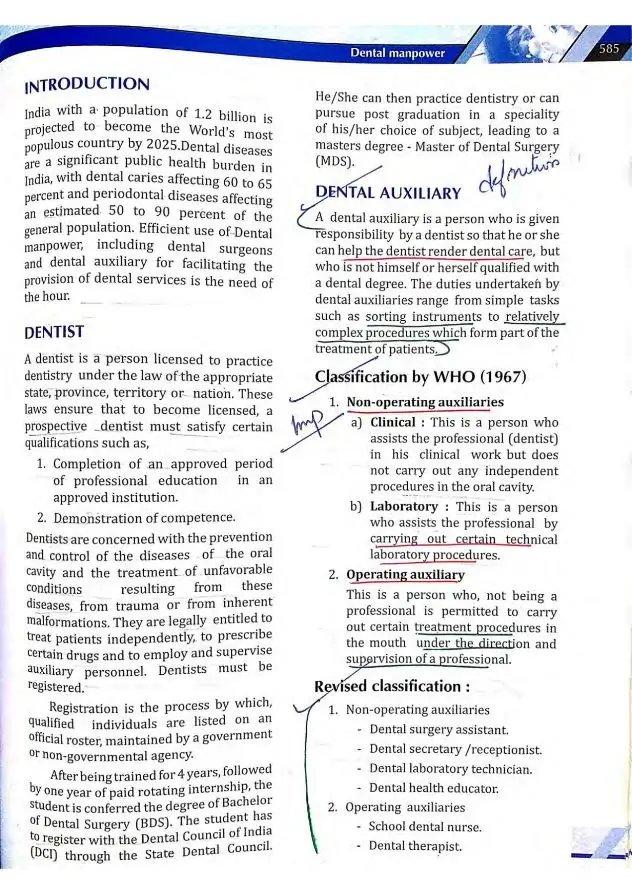 Dental manpower
585
INTRODUCTION
India with a population of 1.2 billion is
projected to become the World's most
populous country by 2025.Dental diseases
are a significant public health burden in
India, with dental caries affecting 60 to 65
percent and periodontal diseases affecting
an estimated 50 to 90 percent of the
general population. Efficient use of Dental
manpower, including dental surgeons
and dental auxiliary for facilitating the
provision of dental services is the need of
the hour.
DENTIST
A dentist is a person licensed to practice
dentistry under the law of the appropriate
state, province, territory or nation. These
laws ensure that to become licensed, a
prospective dentist must satisfy certain
qualifications such as,
1. Completion of an approved period
of professional education in an
approved institution.
2. Demonstration of competence.
Dentists are concerned with the prevention
and control of the diseases of the oral
cavity and the treatment of unfavorable
conditions resulting from these
diseases, from trauma or from inherent
malformations. They are legally entitled to
treat patients independently, to prescribe
certain drugs and to employ and supervise
auxiliary personnel. Dentists must be
registered.
Registration is the process by which,
qualified individuals are listed on an
official roster, maintained by a government
or non-governmental agency.
After being trained for 4 years, followed
by one year of paid rotating internship, the
student is conferred the degree of Bachelor
of Dental Surgery (BDS). The student has
to register with the Dental Council of India
(DCI) through the State Dental Council.
He/She can then practice dentistry or can
pursue post graduation in a speciality
of his/her choice of subject, leading to a
masters degree - Master of Dental Surgery
(MDS).
definitions
DENTAL AUXILIARY
A dental auxiliary is a person who is given
responsibility by a dentist so that he or she
can help the dentist render dental care, but
who is not himself or herself qualified with
a dental degree. The duties undertaken by
dental auxiliaries range from simple tasks
such as sorting instruments to relatively
complex procedures which form part of the
treatment of patients.
Classification by WHO (1967)
Imp
1. Non-operating auxiliaries
a) Clinical : This is a person who
assists the professional (dentist)
in his clinical work but does
not carry out any independent
procedures in the oral cavity.
b) Laboratory : This is a person
who assists the professional by
carrying out certain technical
laboratory procedures.
2. Operating auxiliary
This is a person who, not being a
professional is permitted to carry
out certain treatment procedures in
the mouth under the direction and
supervision of a professional.
Revised classification :
1. Non-operating auxiliaries
- Dental surgery assistant.
- Dental secretary /receptionist.
- Dental laboratory technician.
- Dental health educator.
2. Operating auxiliaries
- School dental nurse.
- Dental therapist.